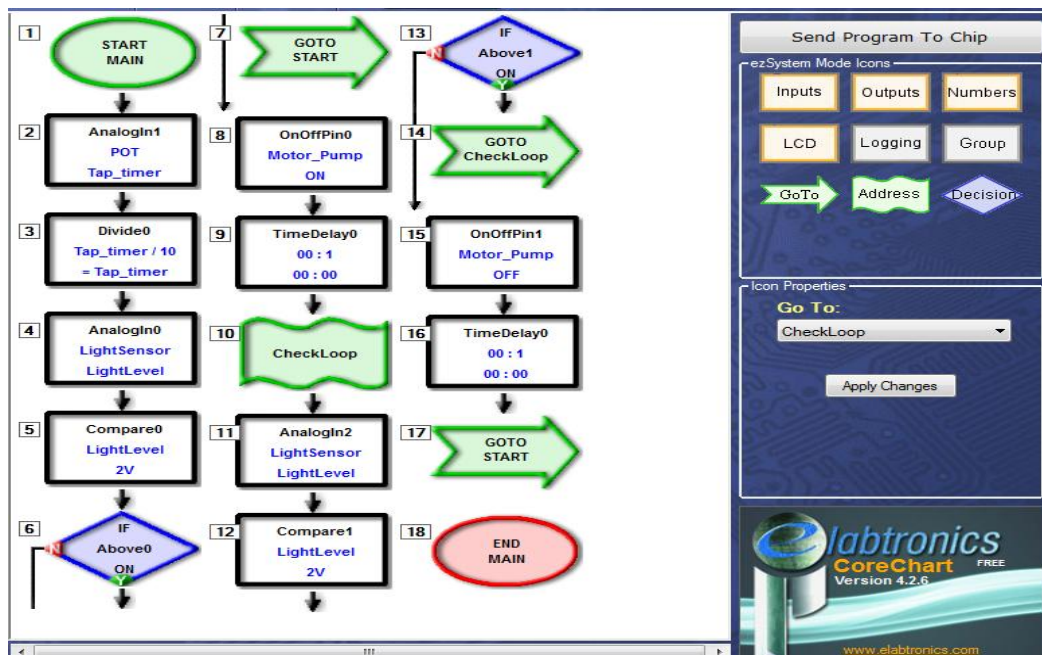 1
START
MAIN
2
AnalogIn1
POT
Tap_timer
3
Divide0
Tap_timer / 10
= Tap_timer
4
AnalogIn0
LightSensor
LightLevel
5
Compare0
LightLevel
2V
6
IF
Above0
N
ON
Y
7
GOTO
START
8
OnOffPin0
Motor_Pump
ON
9
TimeDelay0
00 : 1
00 : 00
10
CheckLoop
11
AnalogIn2
LightSensor
LightLevel
12
Compare1
LightLevel
2V
13
IF
Above1
N
ON
Y
14
GOTO
CheckLoop
15
OnOffPin1
Motor_Pump
OFF
16
TimeDelay0
00 : 1
00 : 00
17
GOTO
START
18
END
MAIN
Send Program To Chip
ezSystem Mode Icons
Inputs Outputs Numbers
LCD Logging Group
GoTo Address Decision
Icon Properties
Go To:
CheckLoop
Apply Changes
elabtronics
CoreChart FREE
Version 4.2.6
www.elabtronics.com